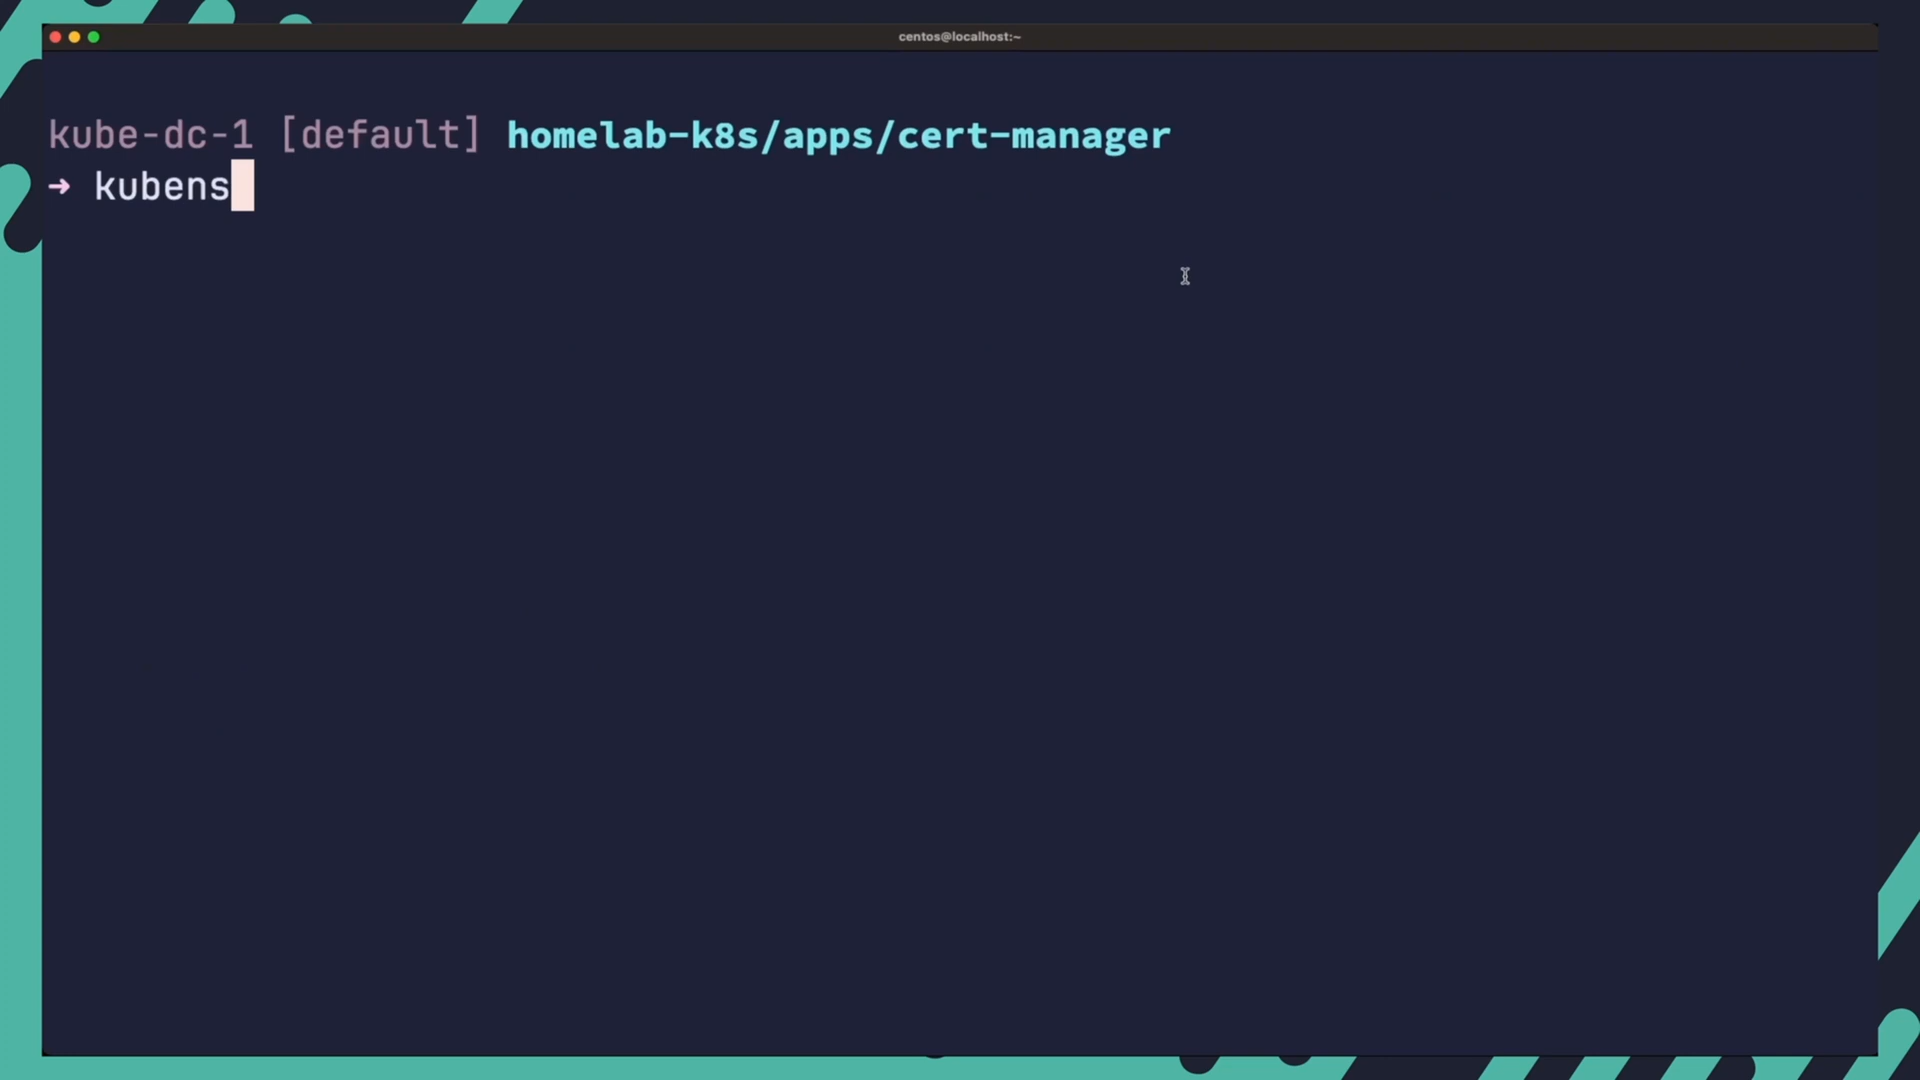 centos@localhost:~
kube-dc-1 [default] homelab-k8s/apps/cert-manager
➜ kubens